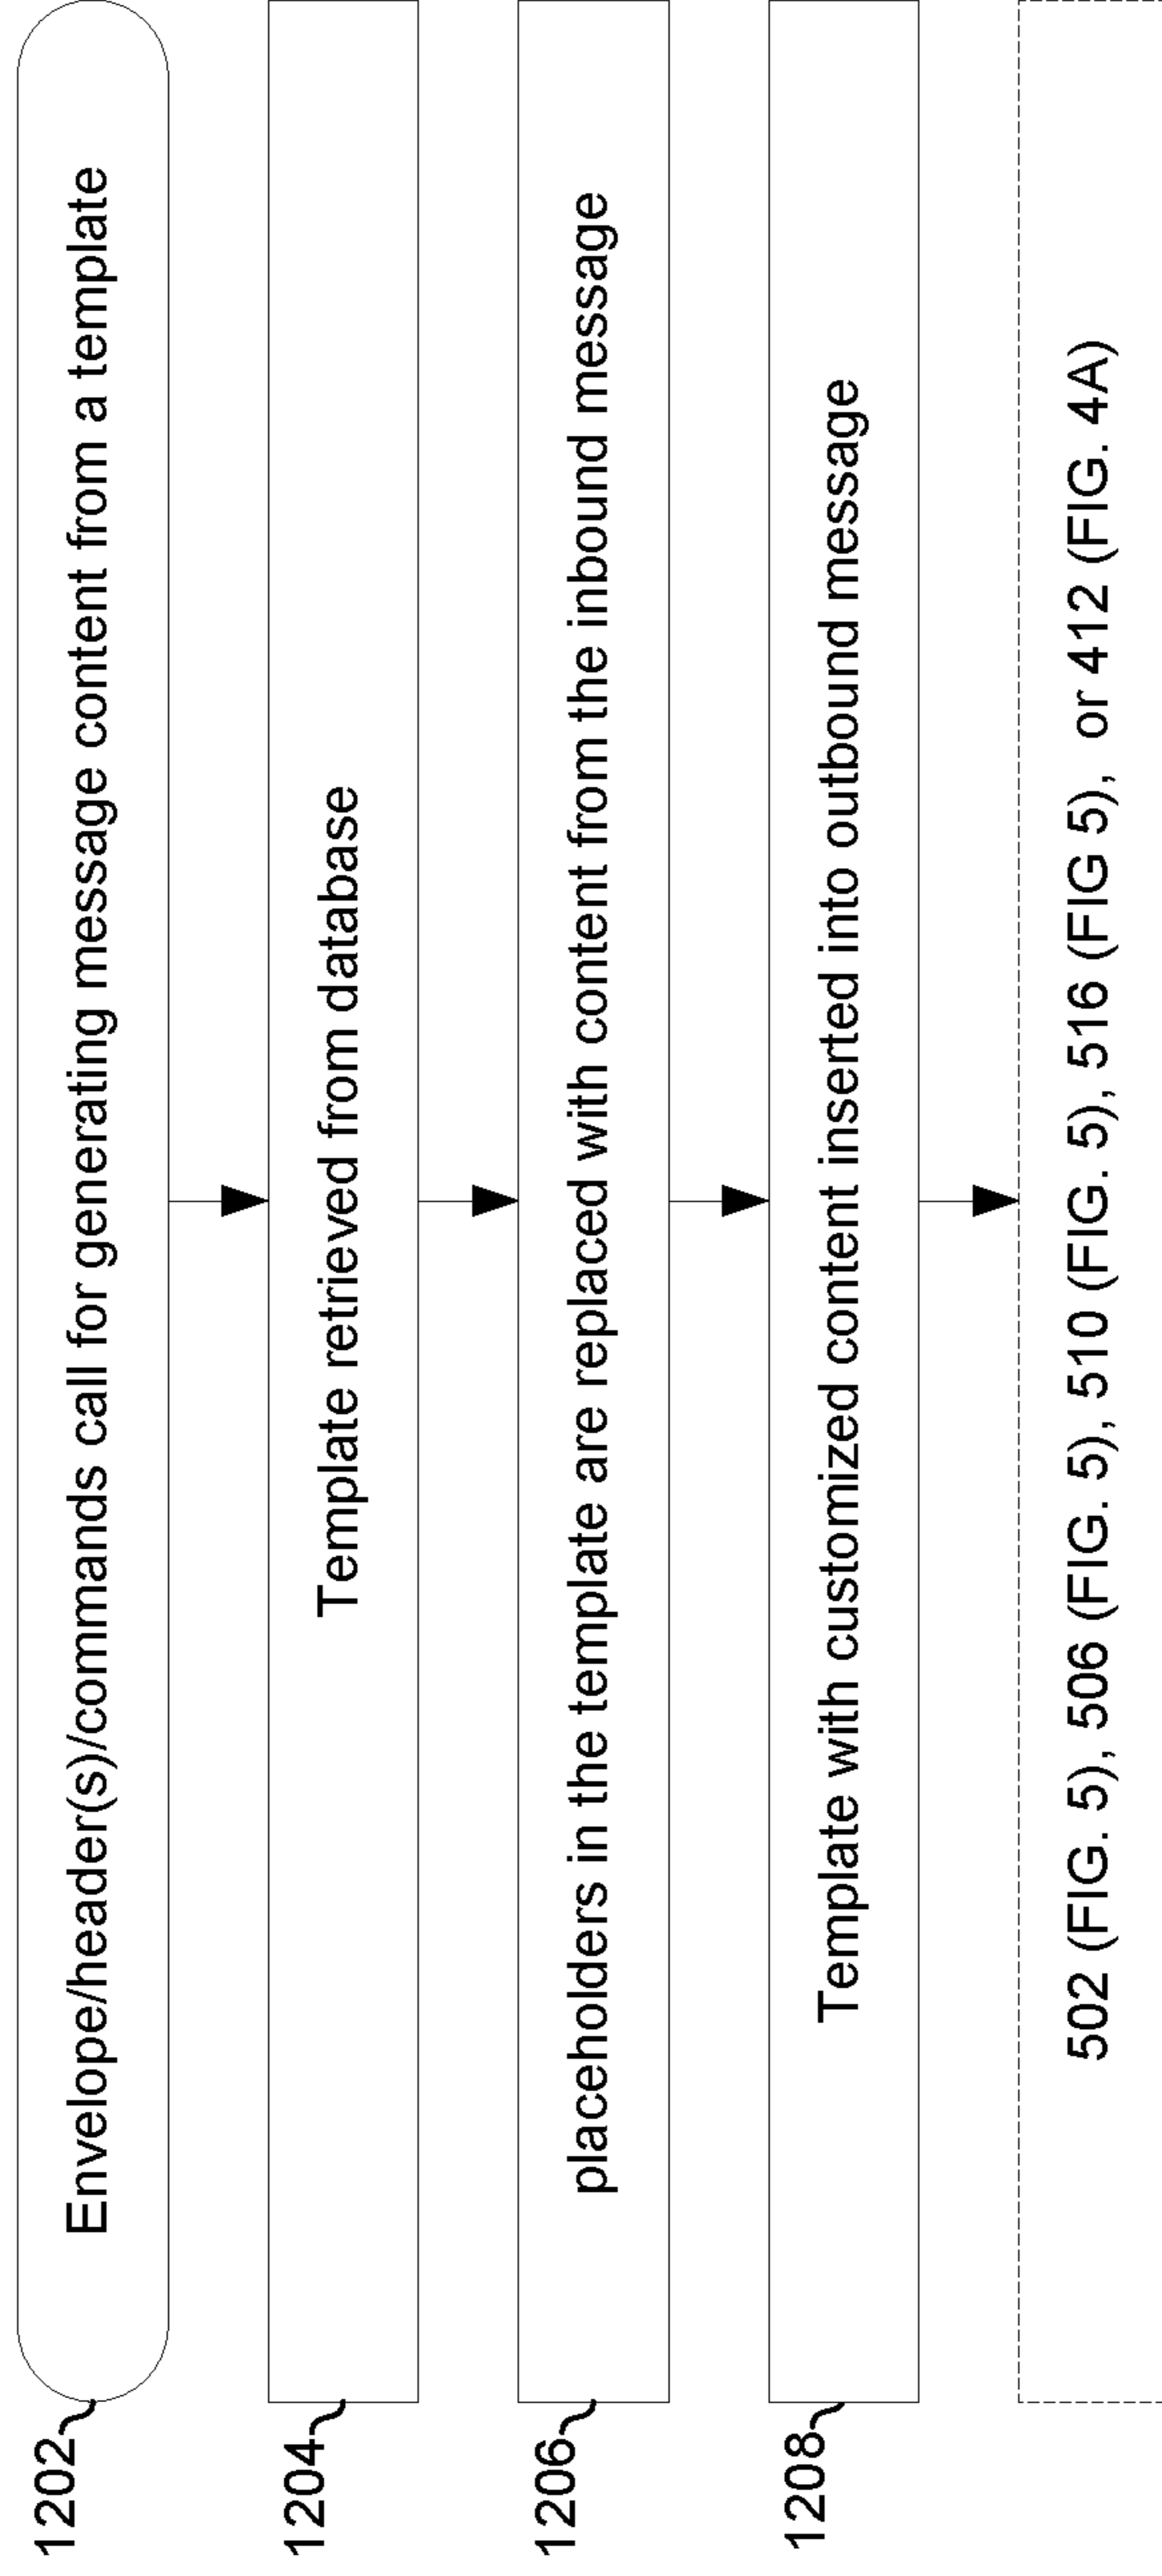 1202
Envelope/header(s)/commands call for generating message content from a template
1204
Template retrieved from database
1206
placeholders in the template are replaced with content from the inbound message
1208
Template with customized content inserted into outbound message
502 (FIG. 5), 506 (FIG. 5), 510 (FIG. 5), 516 (FIG 5), or 412 (FIG. 4A)